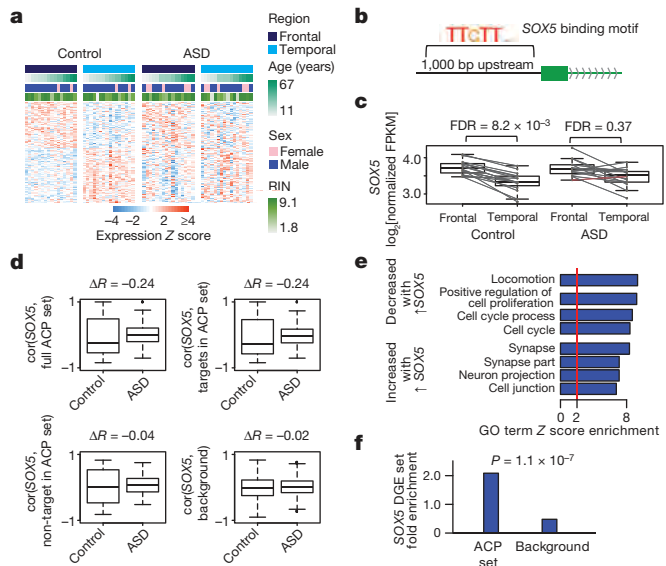 a
Control
ASD
Region
Frontal
Temporal
Age (years)
67
11
Sex
Female
Male
RIN
9.1
1.8
−4 −2 2 ≥4
Expression Z score
b
TTGTT
SOX5 binding motif
1,000 bp upstream
c
FDR = 8.2 × 10−3
FDR = 0.37
SOX5
log2[normalized FPKM]
4.0
3.0
Frontal
Temporal
Frontal
Temporal
Control
ASD
d
ΔR = −0.24
cor(SOX5,
full ACP set)
1
−1
Control
ASD
ΔR = −0.24
cor(SOX5,
targets in ACP set)
Control
ASD
ΔR = −0.04
cor(SOX5,
non-target in ACP set)
1
−1
Control
ASD
ΔR = −0.02
cor(SOX5,
background)
Control
ASD
e
Decreased
with
↑SOX5
Locomotion
Positive regulation of
cell proliferation
Cell cycle process
Cell cycle
Increased
with
↑ SOX5
Synapse
Synapse part
Neuron projection
Cell junction
0 2 8
GO term Z score enrichment
f
P = 1.1 × 10−7
SOX5 DGE set
fold enrichment
2.0
1.0
0
ACP
set
Background